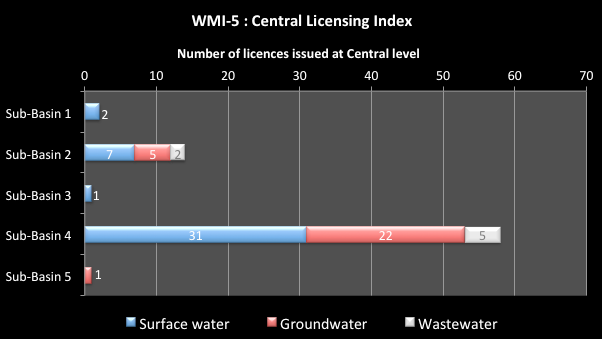 WMI-5 : Central Licensing Index
Number of licences issued at Central level
0 10 20 30 40 50 60 70
Sub-Basin 1 2
Sub-Basin 2 7 5 2
Sub-Basin 3 1
Sub-Basin 4 31 22 5
Sub-Basin 5 1
Surface water Groundwater Wastewater